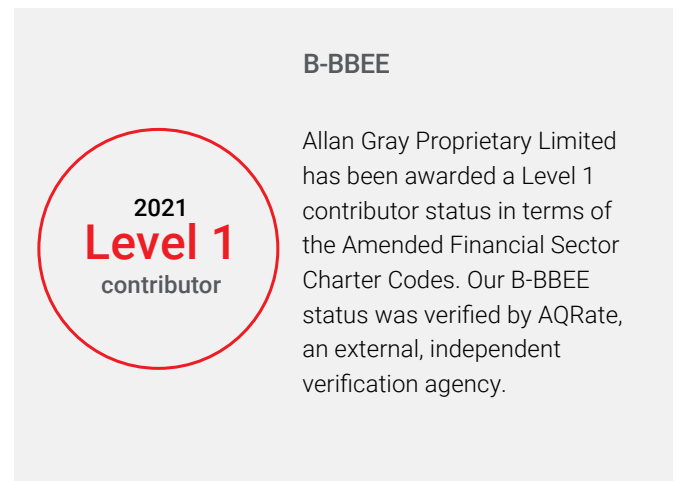 B-BBEE
2021
Level 1
contributor
Allan Gray Proprietary Limited
has been awarded a Level 1
contributor status in terms of
the Amended Financial Sector
Charter Codes. Our B-BBEE
status was verified by AQRate,
an external, independent
verification agency.